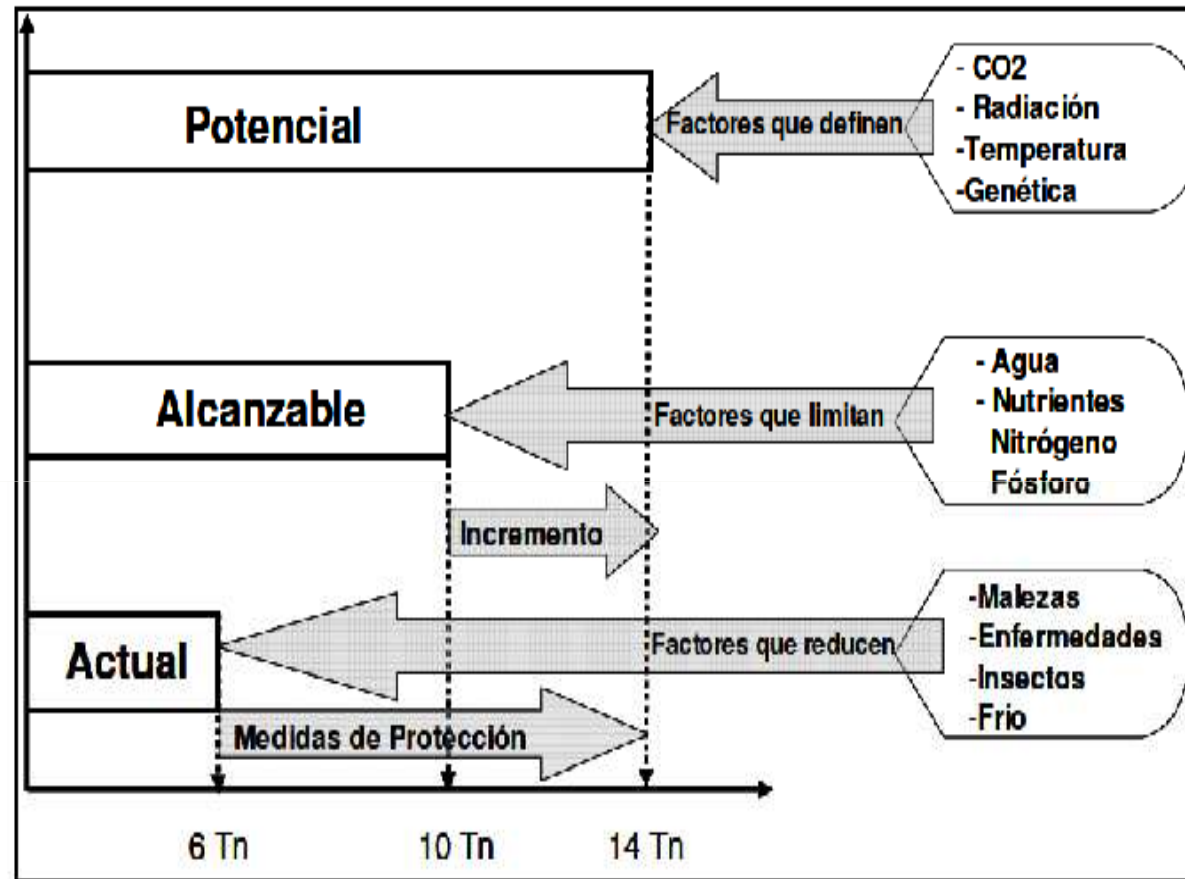 Potencial
Factores que definen
- CO2
- Radiación
-Temperatura
-Genética
Alcanzable
Factores que limitan
- Agua
- Nutrientes
Nitrógeno
Fósforo
Incremento
Actual
Factores que reducen
-Malezas
-Enfermedades
-Insectos
-Frio
Medidas de Protección
6 Tn
10 Tn
14 Tn